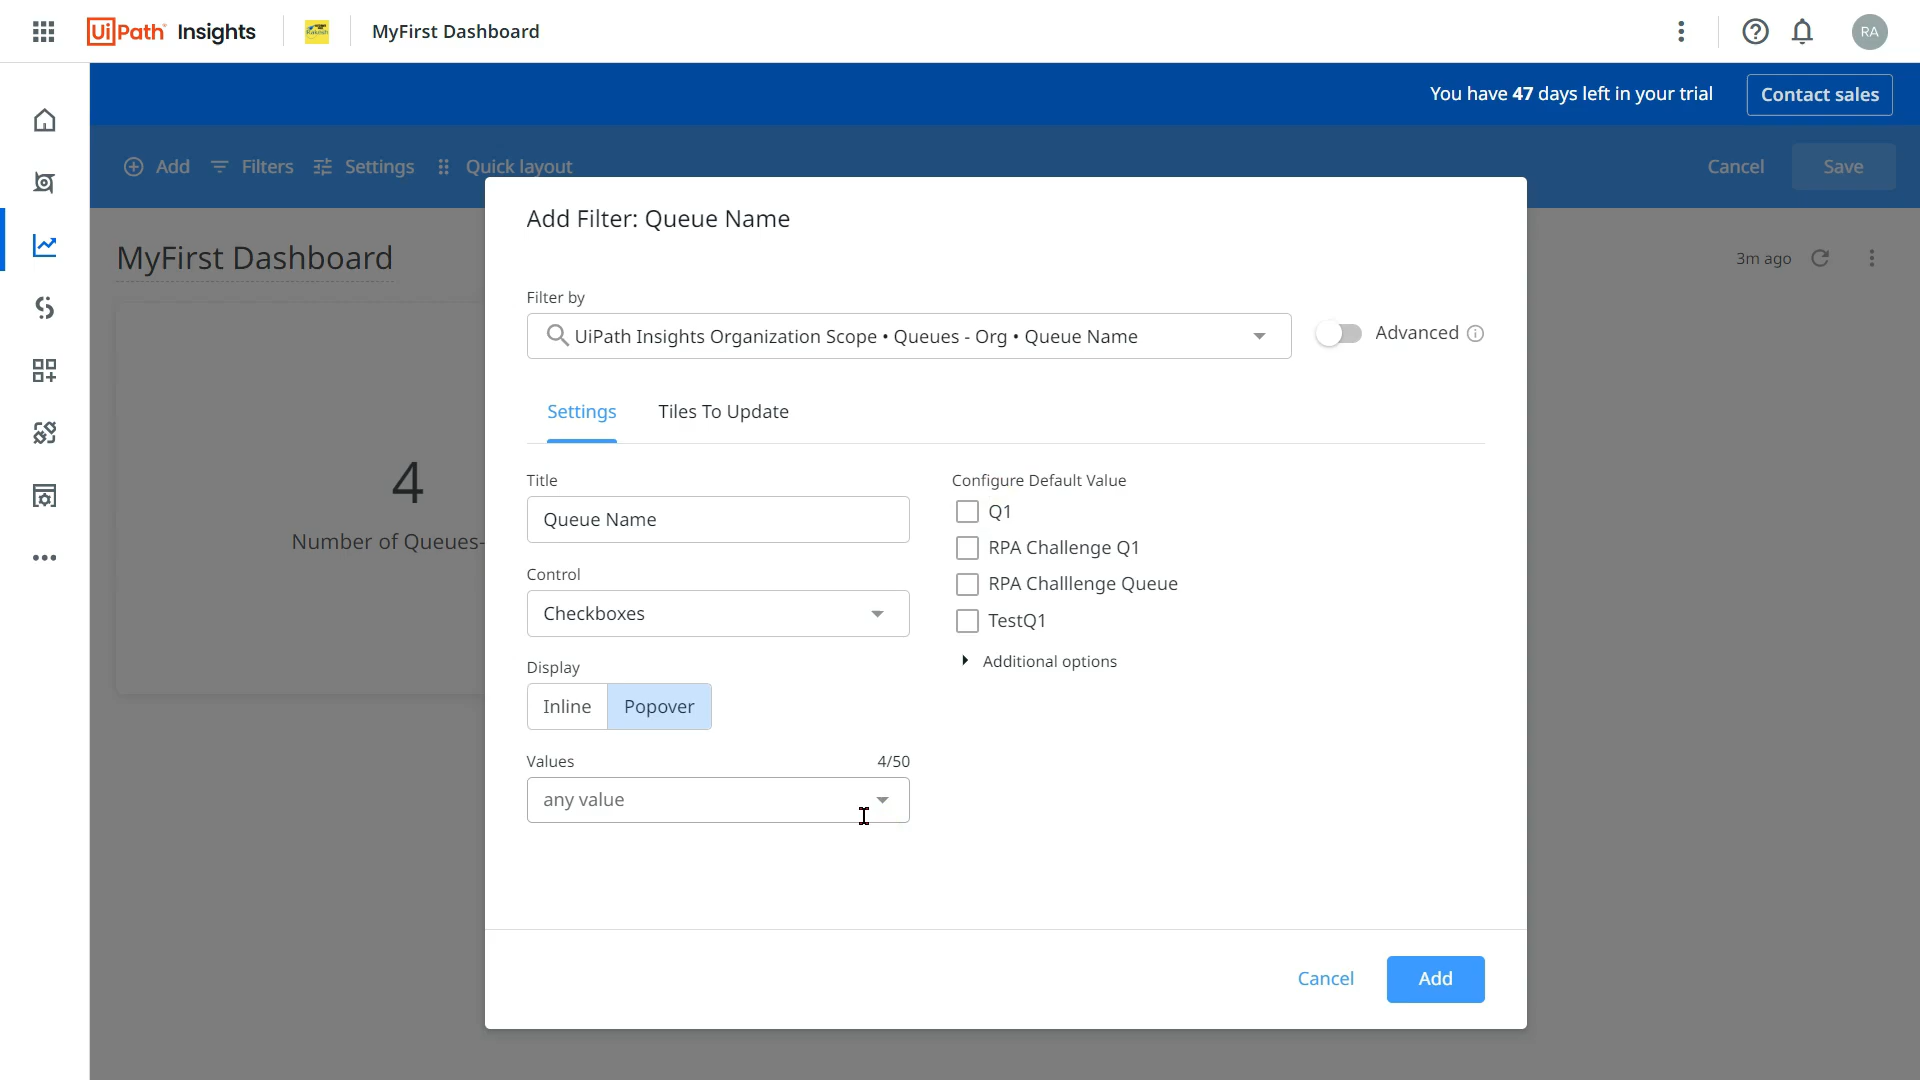 UiPath Insights MyFirst Dashboard RA
You have 47 days left in your trial Contact sales
Add Filters Settings Quick layout Cancel Save
MyFirst Dashboard
3m ago
4
Number of Queues-
Add Filter: Queue Name
Filter by
UiPath Insights Organization Scope • Queues - Org • Queue Name
Advanced
Settings Tiles To Update
Title
Queue Name
Control
Checkboxes
Display
Inline Popover
Values 4/50
any value
Configure Default Value
Q1
RPA Challenge Q1
RPA Challlenge Queue
TestQ1
Additional options
Cancel Add